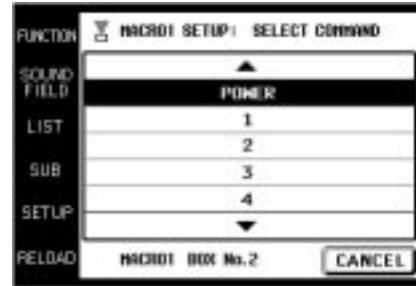 FUNCTION
SOUND
FIELD
LIST
SUB
SETUP
RELOAD
MACRO1 SETUP: SELECT COMMAND
POWER
1
2
3
4
MACRO1 BOX No.2
CANCEL